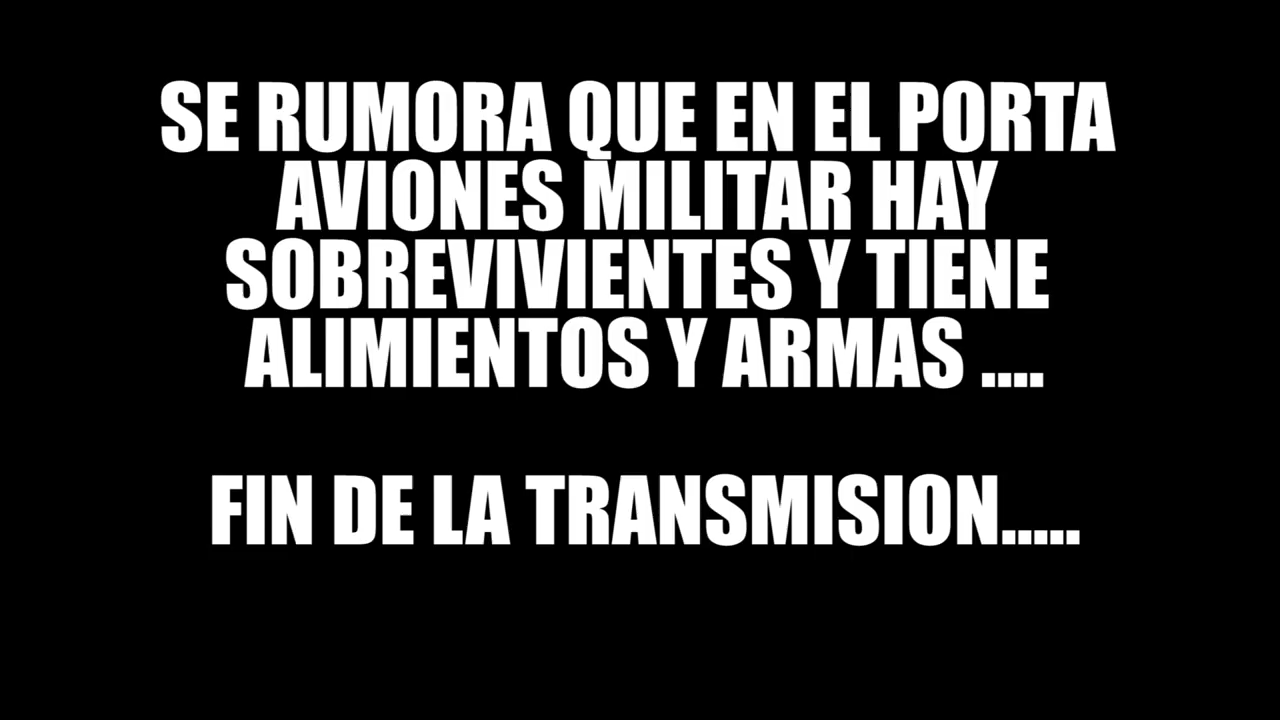 SE RUMORA QUE EN EL PORTA
AVIONES MILITAR HAY
SOBREVIVIENTES Y TIENE
ALIMIENTOS Y ARMAS ....
FIN DE LA TRANSMISION.....